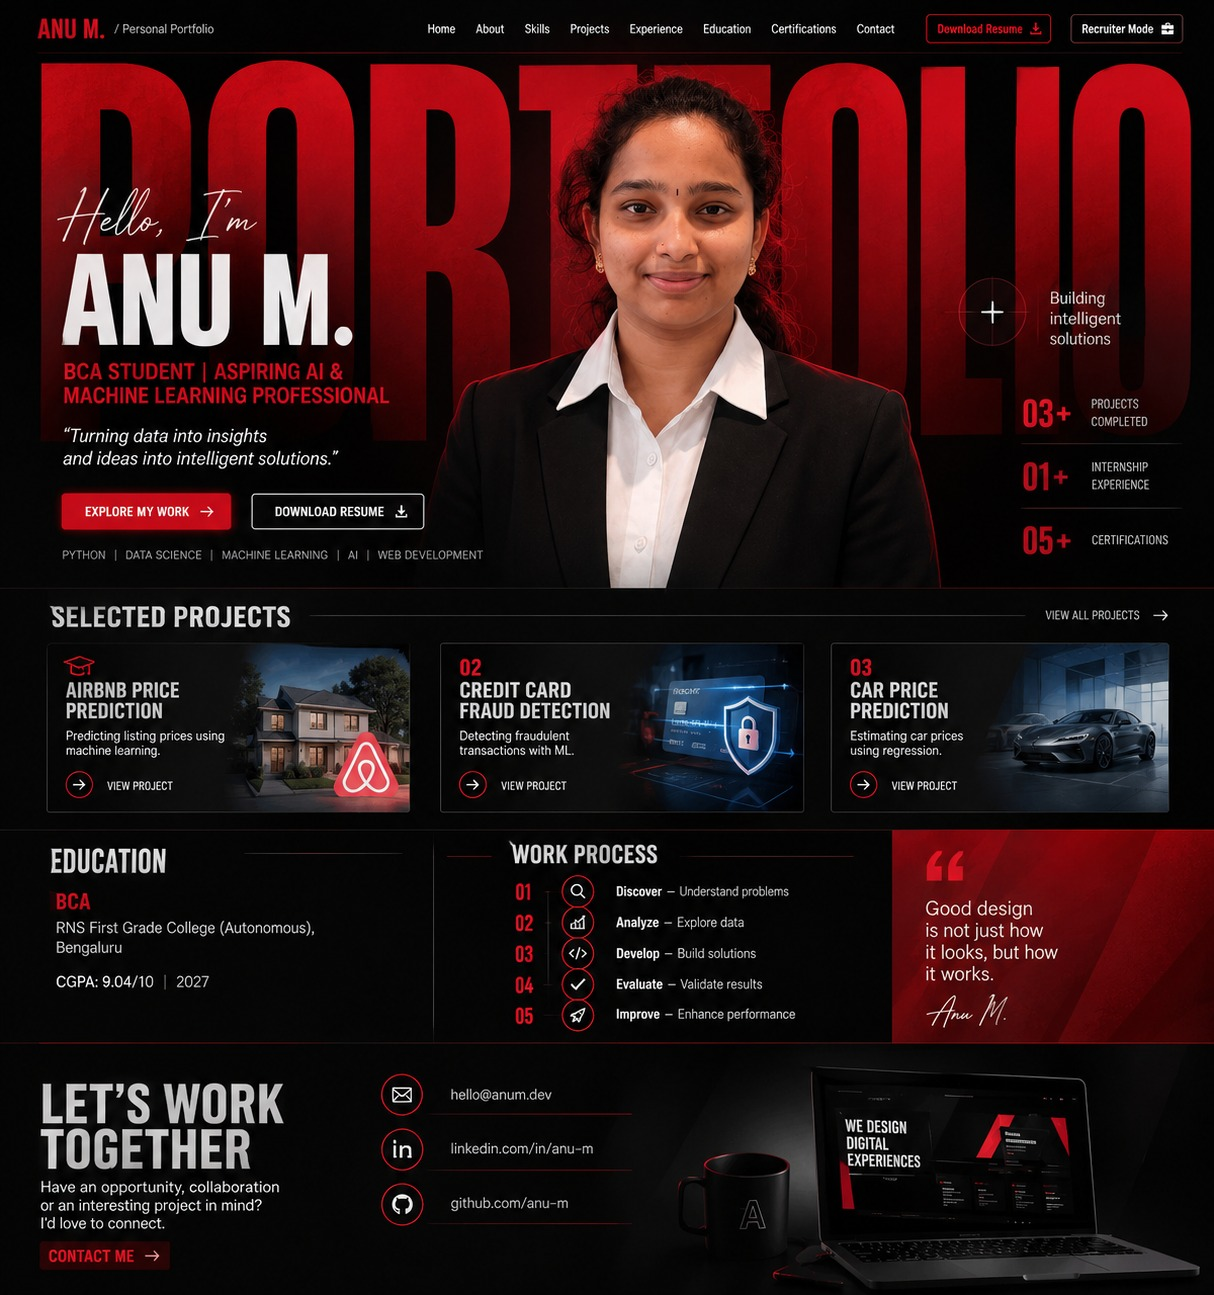 ANU M. / Personal Portfolio
Home About Skills Projects Experience Education Certifications Contact
Download Resume
Recruiter Mode
PORTFOLIO
Hello, I'm
ANU M.
BCA STUDENT | ASPIRING AI &
MACHINE LEARNING PROFESSIONAL
“Turning data into insights
and ideas into intelligent solutions.”
EXPLORE MY WORK →
DOWNLOAD RESUME
PYTHON | DATA SCIENCE | MACHINE LEARNING | AI | WEB DEVELOPMENT
Building
intelligent
solutions
03+ PROJECTS
COMPLETED
01+ INTERNSHIP
EXPERIENCE
05+ CERTIFICATIONS
SELECTED PROJECTS
VIEW ALL PROJECTS →
AIRBNB PRICE
PREDICTION
Predicting listing prices using
machine learning.
→ VIEW PROJECT
02
CREDIT CARD
FRAUD DETECTION
Detecting fraudulent
transactions with ML.
→ VIEW PROJECT
03
CAR PRICE
PREDICTION
Estimating car prices
using regression.
→ VIEW PROJECT
EDUCATION
BCA
RNS First Grade College (Autonomous),
Bengaluru
CGPA: 9.04/10 | 2027
WORK PROCESS
01 Discover – Understand problems
02 Analyze – Explore data
03 Develop – Build solutions
04 Evaluate – Validate results
05 Improve – Enhance performance
“
Good design
is not just how
it looks, but how
it works.
Anu M.
LET'S WORK
TOGETHER
Have an opportunity, collaboration
or an interesting project in mind?
I'd love to connect.
CONTACT ME →
hello@anum.dev
in linkedin.com/in/anu-m
github.com/anu-m
A
WE DESIGN
DIGITAL
EXPERIENCES